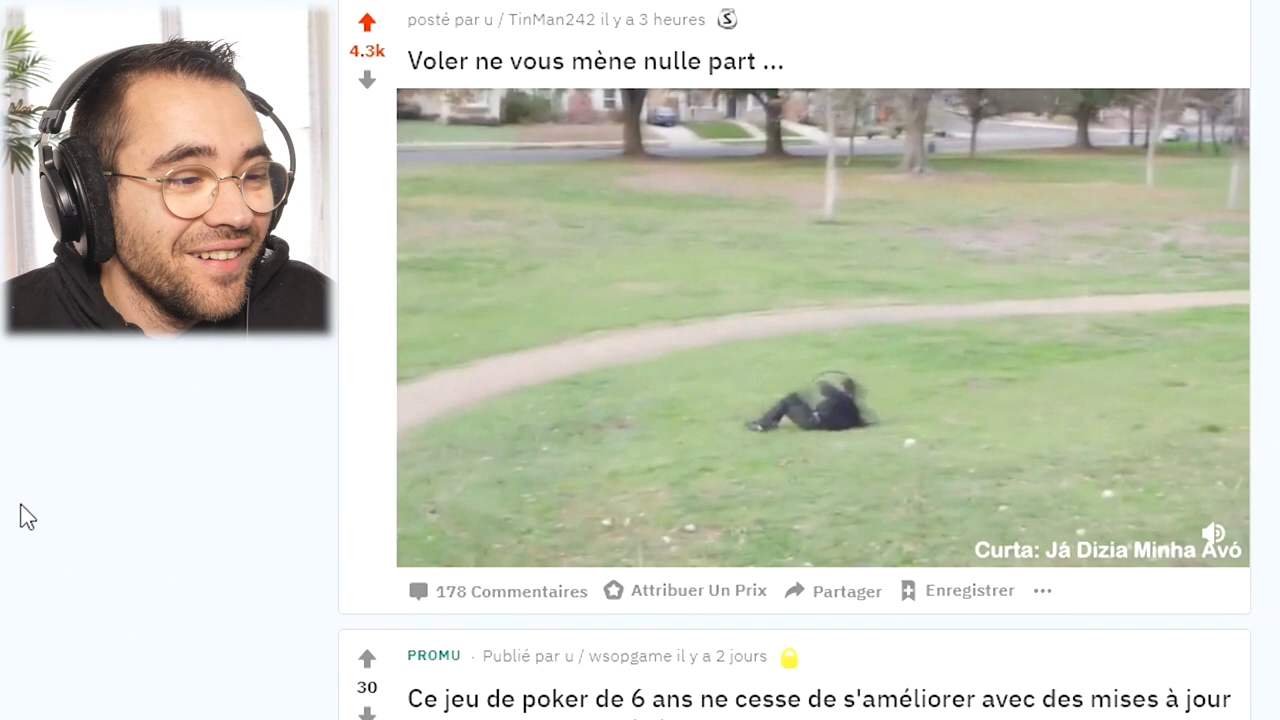 posté par u / TinMan242 il y a 3 heures
4.3k
Voler ne vous mène nulle part ...
Curta: Já Dizia Minha Avó
178 Commentaires Attribuer Un Prix Partager Enregistrer ...
PROMU · Publié par u / wsopgame il y a 2 jours
30
Ce jeu de poker de 6 ans ne cesse de s'améliorer avec des mises à jour